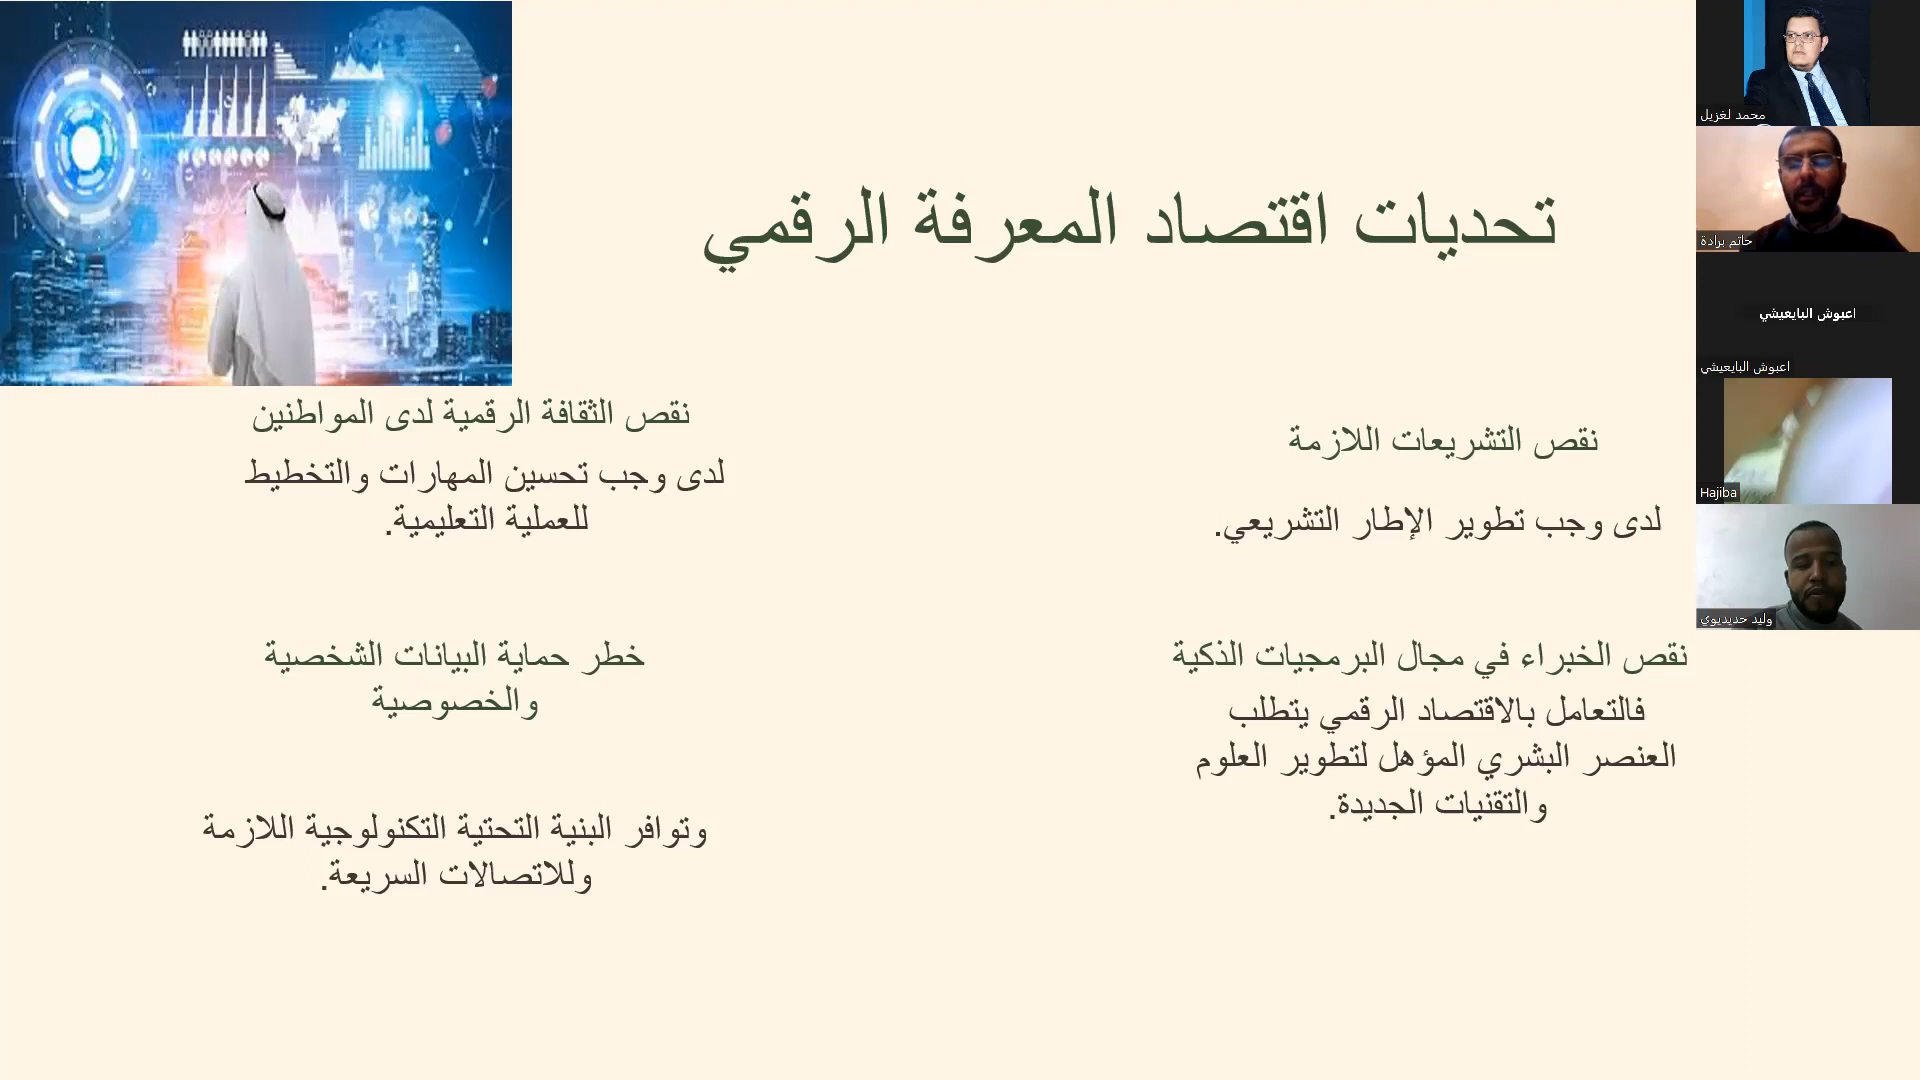 تحديات اقتصاد المعرفة الرقمي
نقص التشريعات اللازمة
لدى وجب تطوير الإطار التشريعي.
نقص الثقافة الرقمية لدى المواطنين
لدى وجب تحسين المهارات والتخطيط
للعملية التعليمية.
نقص الخبراء في مجال البرمجيات الذكية
فالتعامل بالاقتصاد الرقمي يتطلب
العنصر البشري المؤهل لتطوير العلوم
والتقنيات الجديدة.
خطر حماية البيانات الشخصية
والخصوصية
وتوافر البنية التحتية التكنولوجية اللازمة
وللاتصالات السريعة.
محمد لغزيل
حاتم برادة
اعبوش البايعيشي
اعبوش البايعيشي
Hajiba
وليد حديديوي